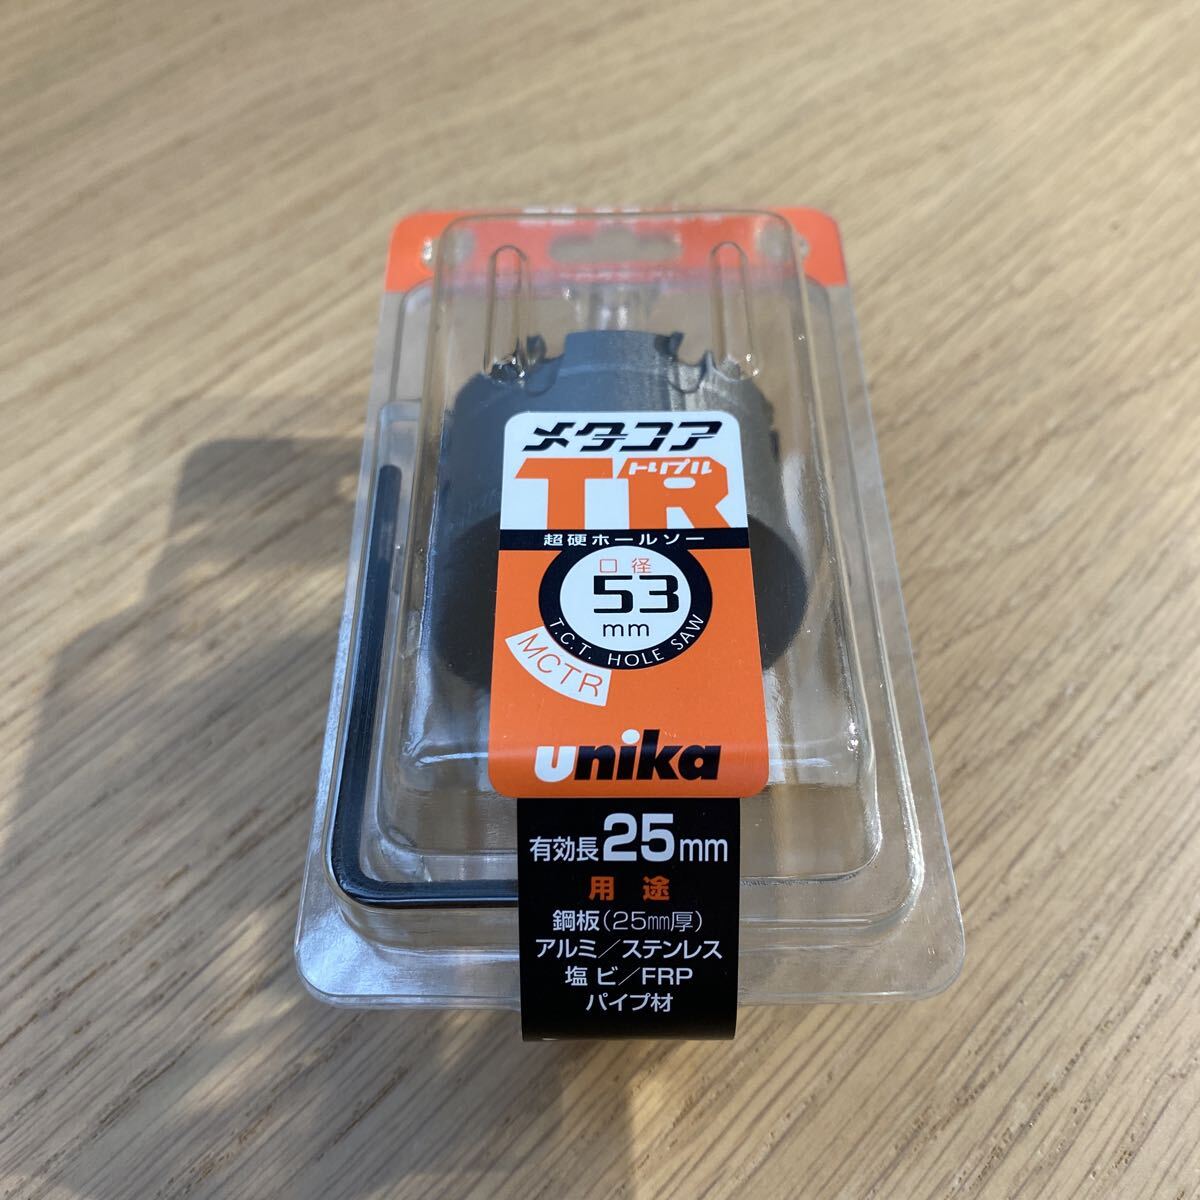 メタコア
TR
トリプル
超硬ホールソー
口径
53
mm
T.C.T. HOLE SAW
MCTR
unika
有効長25mm
用途
鋼板(25mm厚)
アルミ／ステンレス
塩ビ／FRP
パイプ材